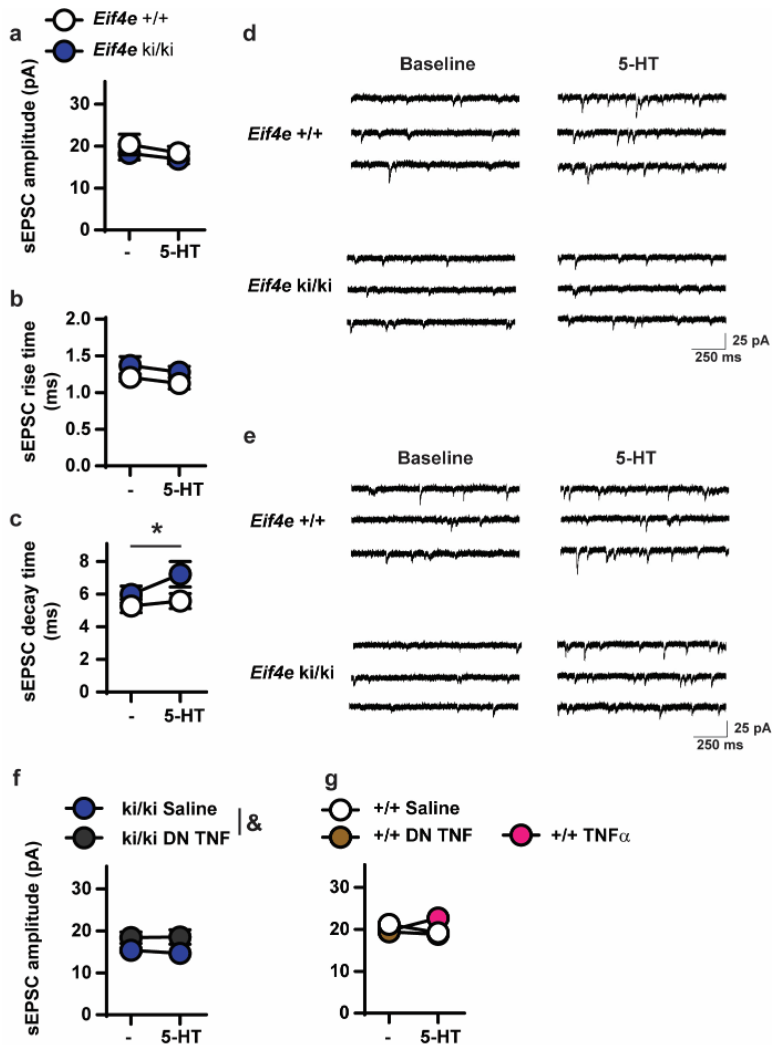 a
Eif4e +/+
Eif4e ki/ki
sEPSC amplitude (pA)
30
20
10
0
- 5-HT
b
sEPSC rise time
(ms)
2.0
1.5
1.0
0.5
0.0
- 5-HT
c
*
sEPSC decay time
(ms)
8
6
4
2
0
- 5-HT
d
Baseline 5-HT
Eif4e +/+
Eif4e ki/ki
25 pA
250 ms
e
Baseline 5-HT
Eif4e +/+
Eif4e ki/ki
25 pA
250 ms
f
ki/ki Saline
ki/ki DN TNF
&
sEPSC amplitude (pA)
30
20
10
0
- 5-HT
g
+/+ Saline
+/+ DN TNF +/+ TNFα
30
20
10
0
- 5-HT